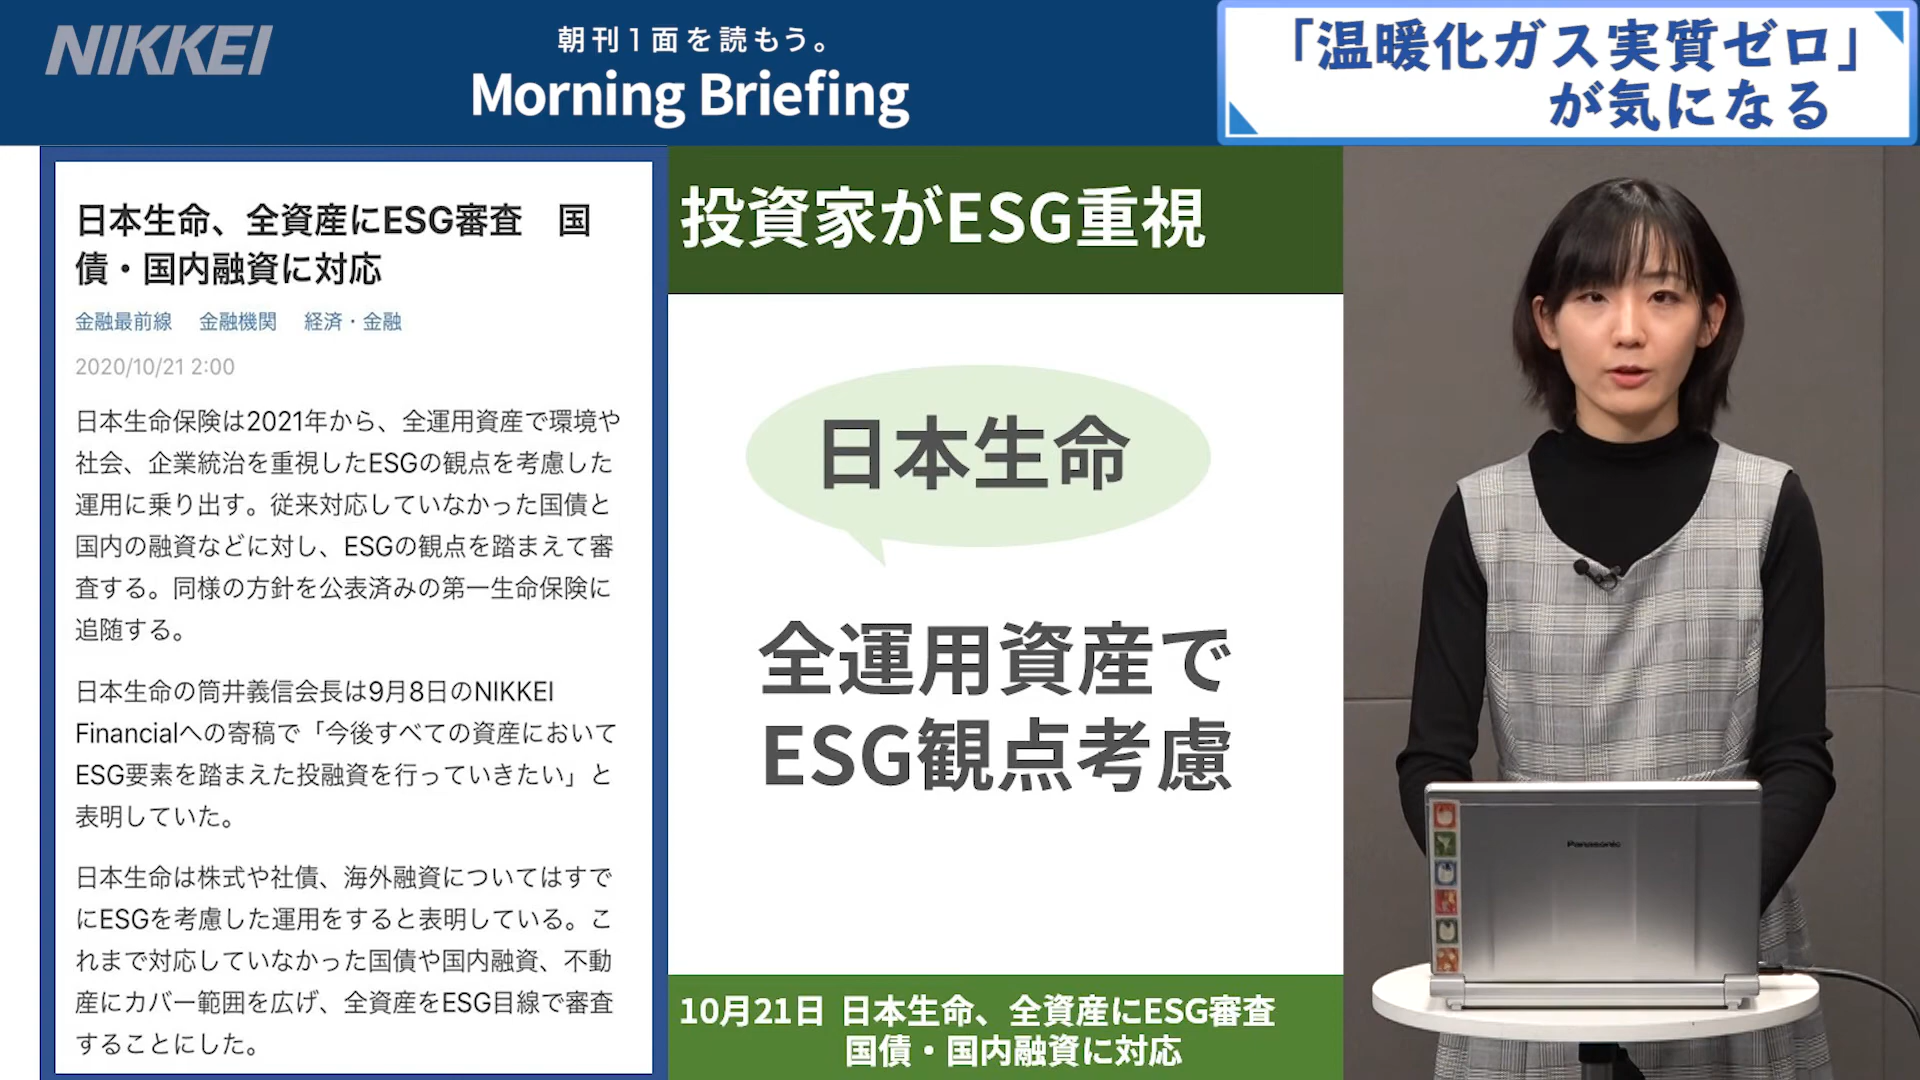 NIKKEI
朝刊1面を読もう。
Morning Briefing
「温暖化ガス実質ゼロ」
が気になる
日本生命、全資産にESG審査 国
債・国内融資に対応
金融最前線 金融機関 経済・金融
2020/10/21 2:00
日本生命保険は2021年から、全運用資産で環境や
社会、企業統治を重視したESGの観点を考慮した
運用に乗り出す。従来対応していなかった国債と
国内の融資などに対し、ESGの観点を踏まえて審
査する。同様の方針を公表済みの第一生命保険に
追随する。
日本生命の筒井義信会長は9月8日のNIKKEI
Financialへの寄稿で「今後すべての資産において
ESG要素を踏まえた投融資を行っていきたい」と
表明していた。
日本生命は株式や社債、海外融資についてはすで
にESGを考慮した運用をすると表明している。こ
れまで対応していなかった国債や国内融資、不動
産にカバー範囲を広げ、全資産をESG目線で審査
することにした。
投資家がESG重視
日本生命
全運用資産で
ESG観点考慮
10月21日 日本生命、全資産にESG審査
国債・国内融資に対応
Panasonic